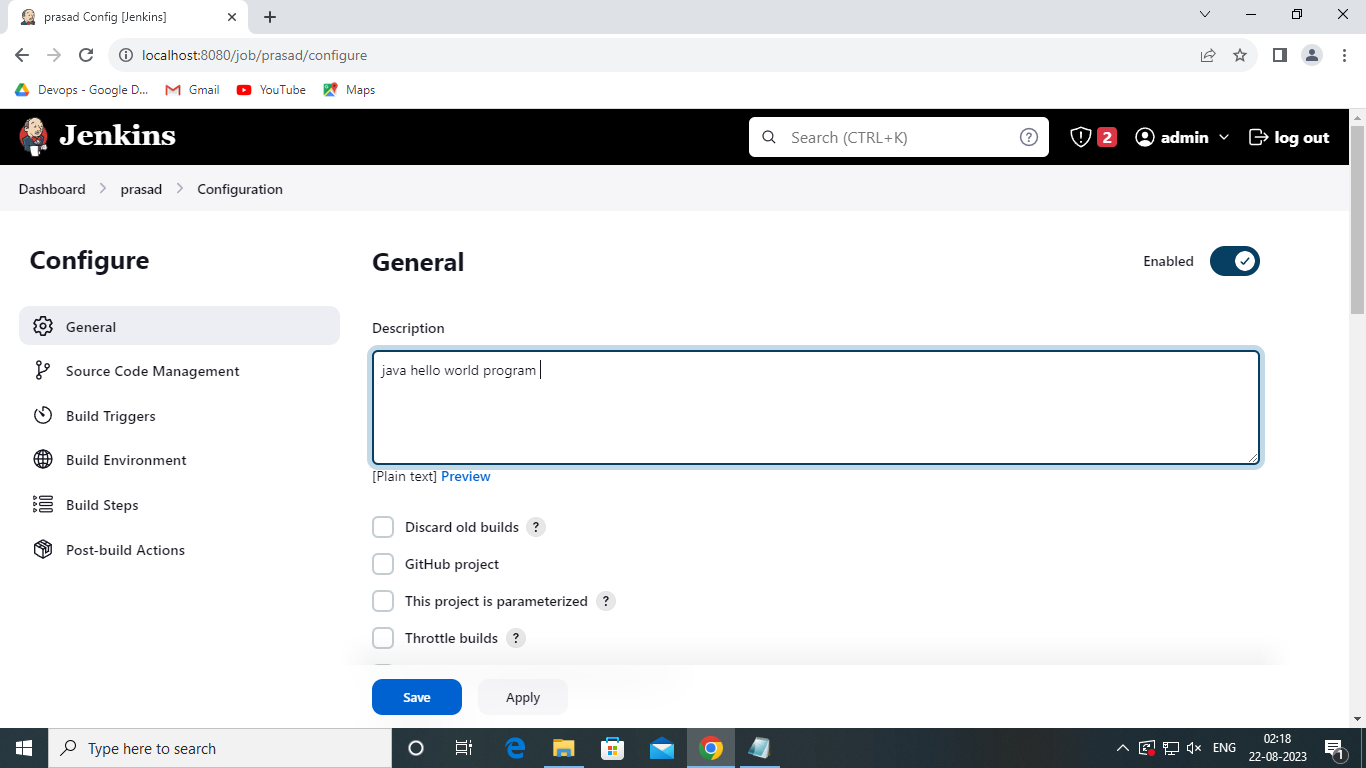 prasad Config [Jenkins]
localhost:8080/job/prasad/configure
Devops - Google D... Gmail YouTube Maps
Jenkins Search (CTRL+K) ? 2 admin log out
Dashboard prasad Configuration
Configure
General
Source Code Management
Build Triggers
Build Environment
Build Steps
Post-build Actions
General Enabled
Description
java hello world program
[Plain text] Preview
Discard old builds ?
GitHub project
This project is parameterized ?
Throttle builds ?
Save Apply
Type here to search ENG 02:18
22-08-2023 1